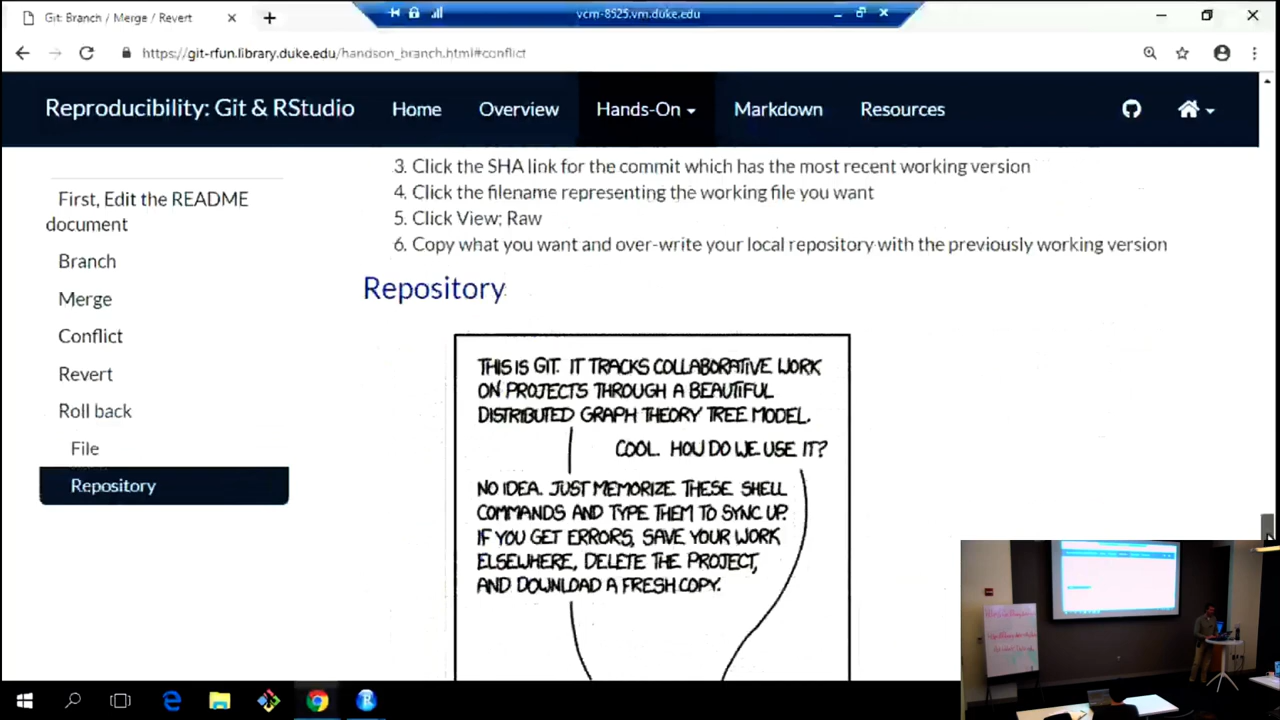 Git: Branch / Merge / Revert
vcm-8525.vm.duke.edu
https://git-rfun.library.duke.edu/handson_branch.html#conflict
Reproducibility: Git & RStudio
Home
Overview
Hands-On
Markdown
Resources
First, Edit the README
document
Branch
Merge
Conflict
Revert
Roll back
File
Repository
3. Click the SHA link for the commit which has the most recent working version
4. Click the filename representing the working file you want
5. Click View; Raw
6. Copy what you want and over-write your local repository with the previously working version
Repository
THIS IS GIT. IT TRACKS COLLABORATIVE WORK
ON PROJECTS THROUGH A BEAUTIFUL
DISTRIBUTED GRAPH THEORY TREE MODEL.
COOL. HOW DO WE USE IT?
NO IDEA. JUST MEMORIZE THESE SHELL
COMMANDS AND TYPE THEM TO SYNC UP.
IF YOU GET ERRORS, SAVE YOUR WORK
ELSEWHERE, DELETE THE PROJECT,
AND DOWNLOAD A FRESH COPY.